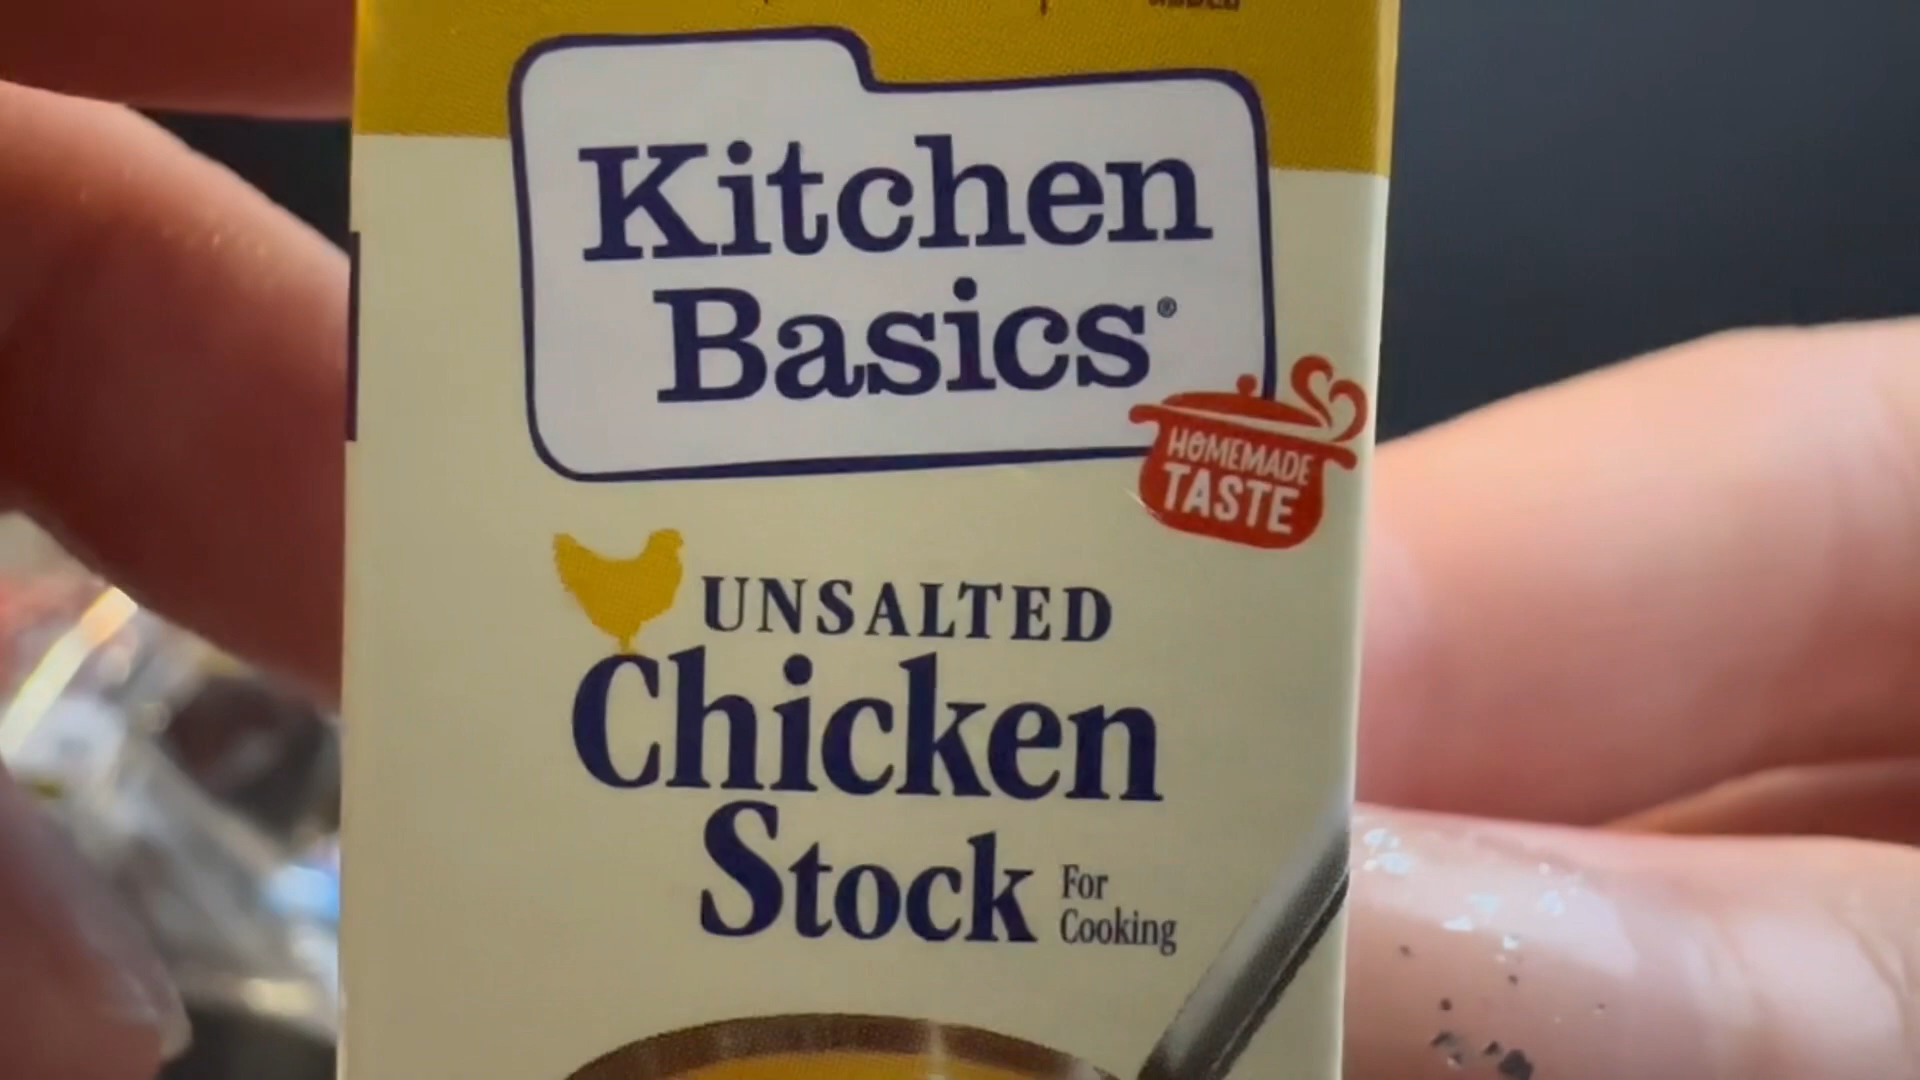 Kitchen
Basics®
HOMEMADE
TASTE
UNSALTED
Chicken
Stock
For
Cooking